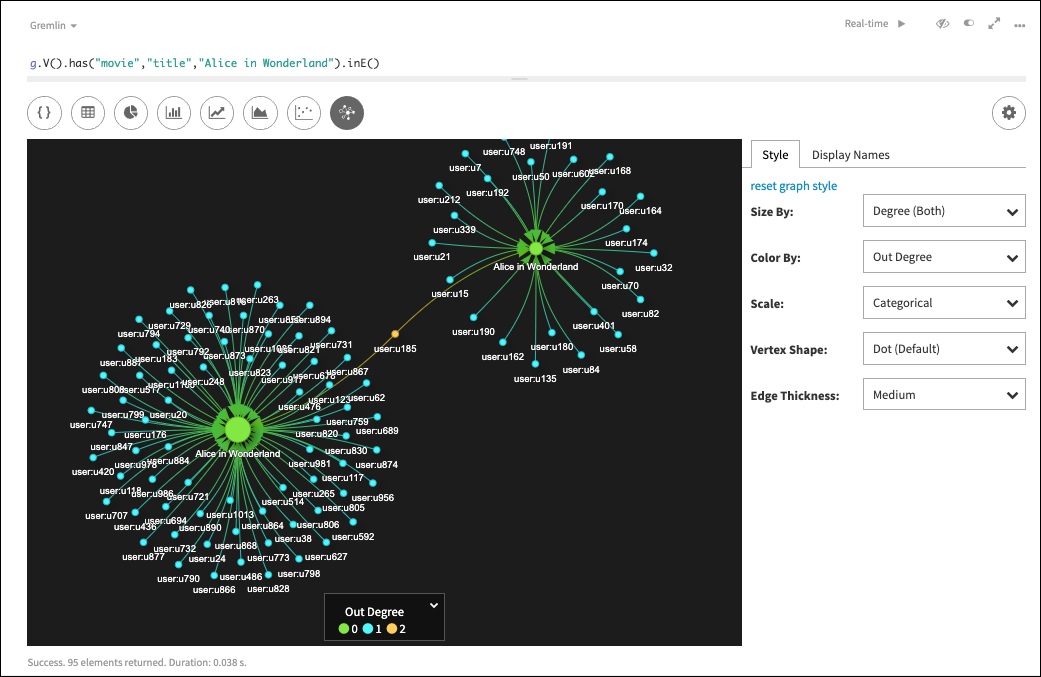 Gremlin
Real-time
g.V().has("movie","title","Alice in Wonderland").inE()
{ }
Style
Display Names
reset graph style
Size By:
Degree (Both)
Color By:
Out Degree
Scale:
Categorical
Vertex Shape:
Dot (Default)
Edge Thickness:
Medium
user:u191
user:u748
user:u7
user:u50
user:u602
user:u168
user:u192
user:u212
user:u170
user:u164
user:u339
user:u174
user:u21
Alice in Wonderland
user:u32
user:u70
user:u15
user:u82
user:u190
user:u401
user:u180
user:u58
user:u162
user:u84
user:u135
user:u185
user:u263
user:u894
user:u729
user:u740
user:u870
user:u794
user:u731
user:u792
user:u873
user:u821
user:u183
user:u867
user:u823
user:u917
user:u248
user:u808
user:u123
user:u62
user:u476
user:u799
user:u20
user:u759
user:u747
user:u689
user:u176
user:u820
user:u847
user:u830
Alice in Wonderland
user:u884
user:u981
user:u874
user:u420
user:u978
user:u117
user:u118
user:u986
user:u721
user:u265
user:u956
user:u514
user:u805
user:u707
user:u694
user:u1013
user:u436
user:u890
user:u864
user:u806
user:u38
user:u592
user:u732
user:u868
user:u877
user:u24
user:u773
user:u627
user:u790
user:u486
user:u798
user:u866
user:u828
Out Degree
0 1 2
Success. 95 elements returned. Duration: 0.038 s.